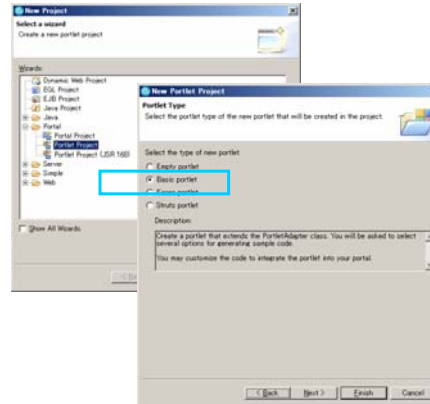 New Project
Select a wizard
Create a new portlet project
Wizards:
Dynamic Web Project
EGL Project
EJB Project
Java Project
Java
Portal
Portal Project
Portlet Project
Portlet Project (JSR 168)
Server
Simple
Web
Show All Wizards
New Portlet Project
Portlet Type
Select the portlet type of the new portlet that will be created in the project.
Select the type of new portlet
Empty portlet
Basic portlet
Faces portlet
Struts portlet
Description:
Create a portlet that extends the PortletAdapter class. You will be asked to select
several options for generating sample code.
You may customize the code to integrate the portlet into your portal.
< Back
Next >
Finish
Cancel